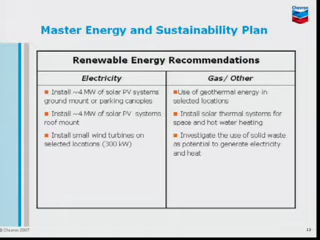 Chevron
Master Energy and Sustainability Plan
Renewable Energy Recommendations
Electricity
Install ~4 MW of solar PV systems
ground mount or parking canopies
Install ~4 MW of solar PV systems
roof mount
Install small wind turbines on
selected locations (300 kW)
Gas/ Other
Use of geothermal energy in
selected locations
Install solar thermal systems for
space and hot water heating
Investigate the use of solid waste
as potential to generate electricity
and heat
© Chevron 2007